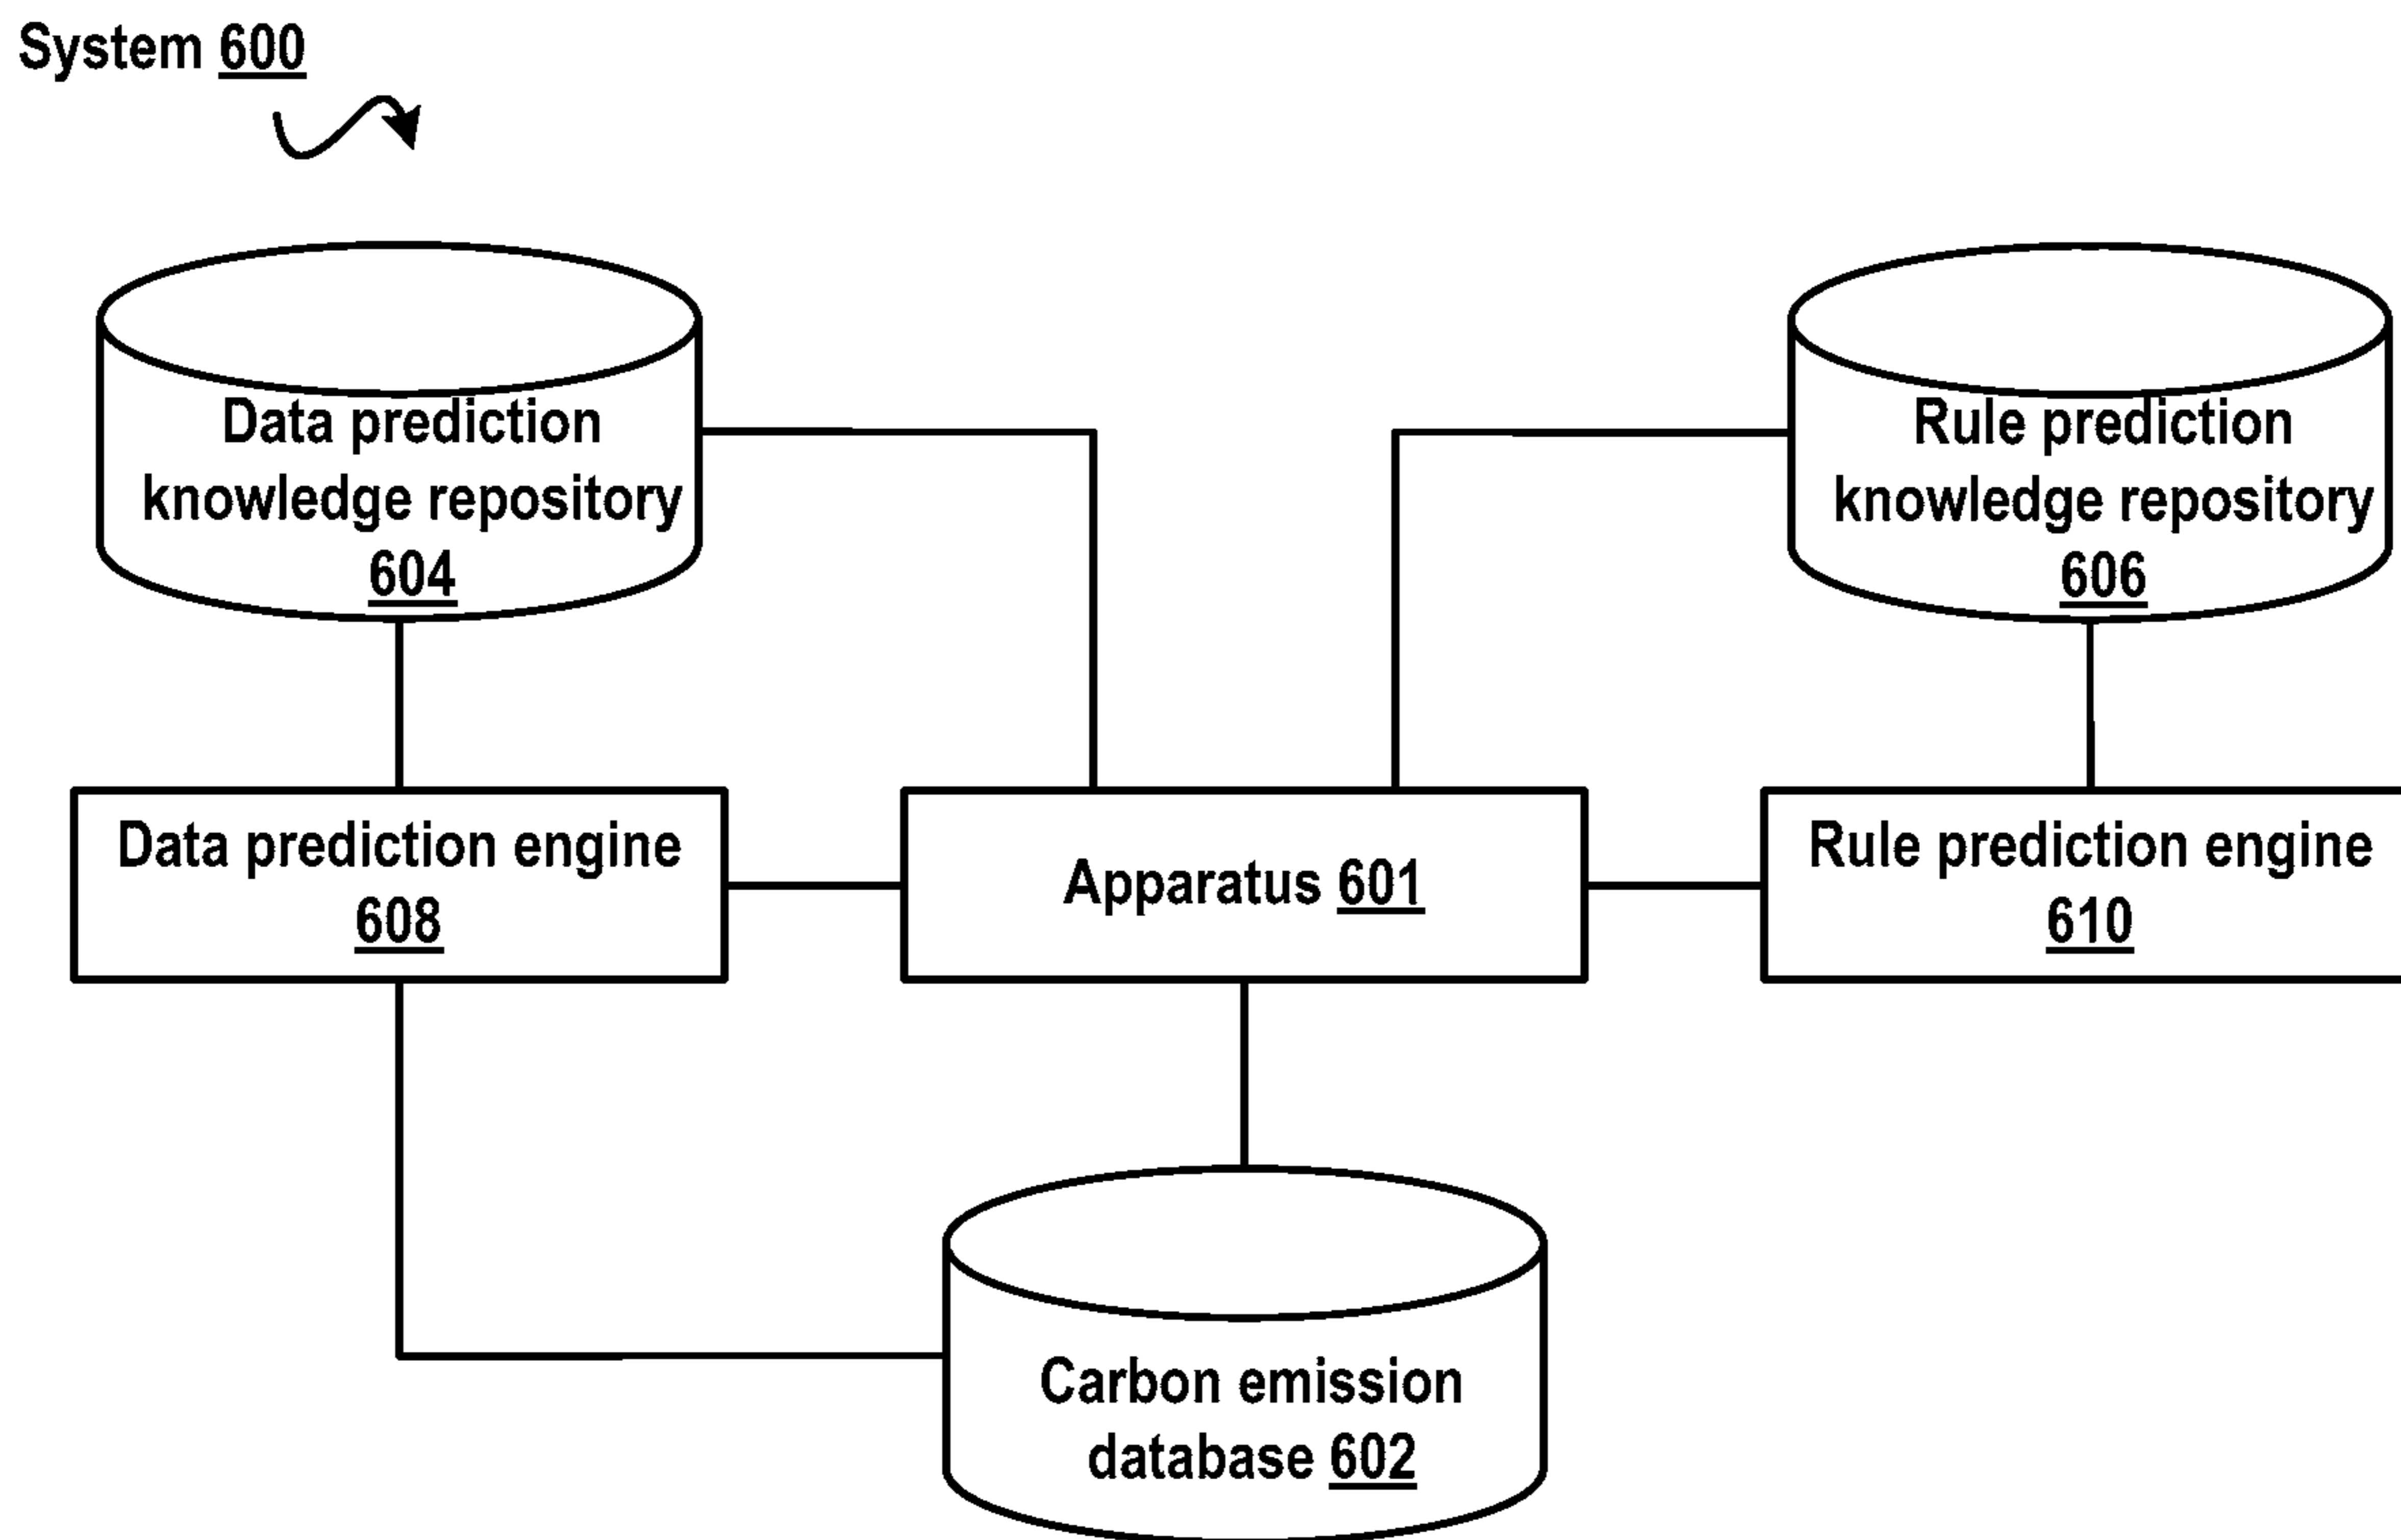 System 600
Data prediction
knowledge repository
604
Rule prediction
knowledge repository
606
Data prediction engine
608
Apparatus 601
Rule prediction engine
610
Carbon emission
database 602